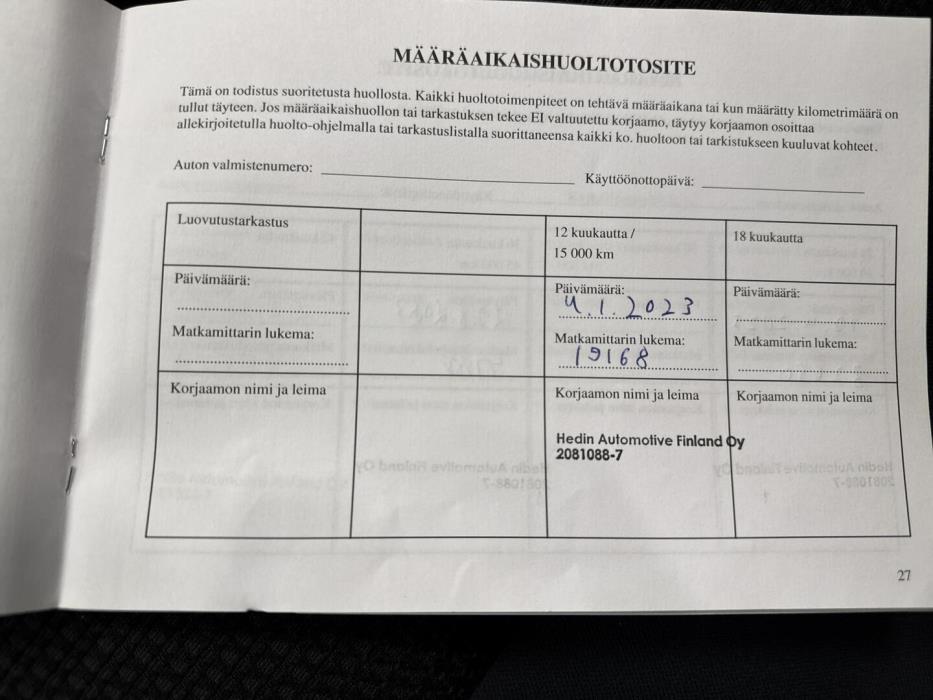 MÄÄRÄAIKAISHUOLTOTOSITE
Tämä on todistus suoritetusta huollosta. Kaikki huoltotoimenpiteet on tehtävä määräaikana tai kun määrätty kilometrimäärä on
tullut täyteen. Jos määräaikaishuollon tai tarkastuksen tekee EI valtuutettu korjaamo, täytyy korjaamon osoittaa
allekirjoitetulla huolto-ohjelmalla tai tarkastuslistalla suorittaneensa kaikki ko. huoltoon tai tarkistukseen kuuluvat kohteet.
Auton valmistenumero:
Käyttöönottopäivä:
Luovutustarkastus
12 kuukautta /
15 000 km
18 kuukautta
Päivämäärä:
Päivämäärä:
4.1.2023
Päivämäärä:
Matkamittarin lukema:
Matkamittarin lukema:
19168
Matkamittarin lukema:
Korjaamon nimi ja leima
Korjaamon nimi ja leima
Korjaamon nimi ja leima
Hedin Automotive Finland Oy
2081088-7
27